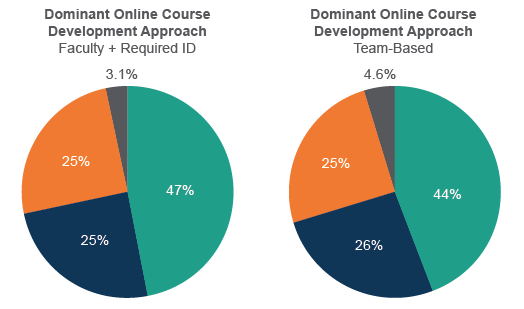 Dominant Online Course
Development Approach
Faculty + Required ID
3.1%
25%
47%
25%
Dominant Online Course
Development Approach
Team-Based
4.6%
25%
44%
26%